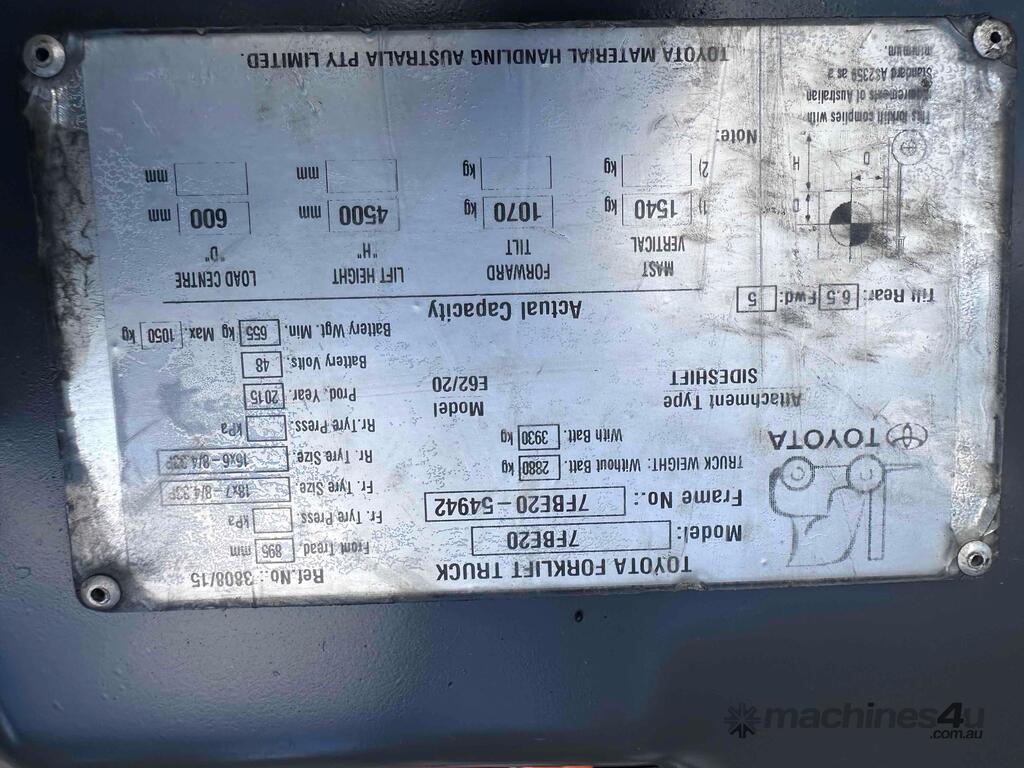 TOYOTA FORKLIFT TRUCK
Ref.No.: 3808/15
Model: 7FBE20
Frame No.: 7FBE20-54942
TRUCK WEIGHT: Without Batt. 2880 kg
With Batt. 3930 kg
Front Tread 895 mm
Fr. Tyre Press kPa
Fr. Tyre Size. 18x7-8/4.33P
Rr. Tyre Size. 16x6-8/4.33P
Rr. Tyre Press: kPa
Prod. Year. 2015
Battery Volts. 48
Battery Wgt. Min. 655 kg Max. 1050 kg
TOYOTA
Attachment Type
SIDESHIFT
Model
E62/20
Tilt Rear: 6.5 Fwd: 5
Actual Capacity
MAST VERTICAL
FORWARD TILT
LIFT HEIGHT "H"
LOAD CENTRE "D"
1) 1540 kg 1070 kg 4500 mm 600 mm
2) kg kg mm mm
H
D
D
Note:
This forklift complies with
requirements of Australian
Standard AS2359 as a
minimum.
TOYOTA MATERIAL HANDLING AUSTRALIA PTY LIMITED.
machines4u
.com.au